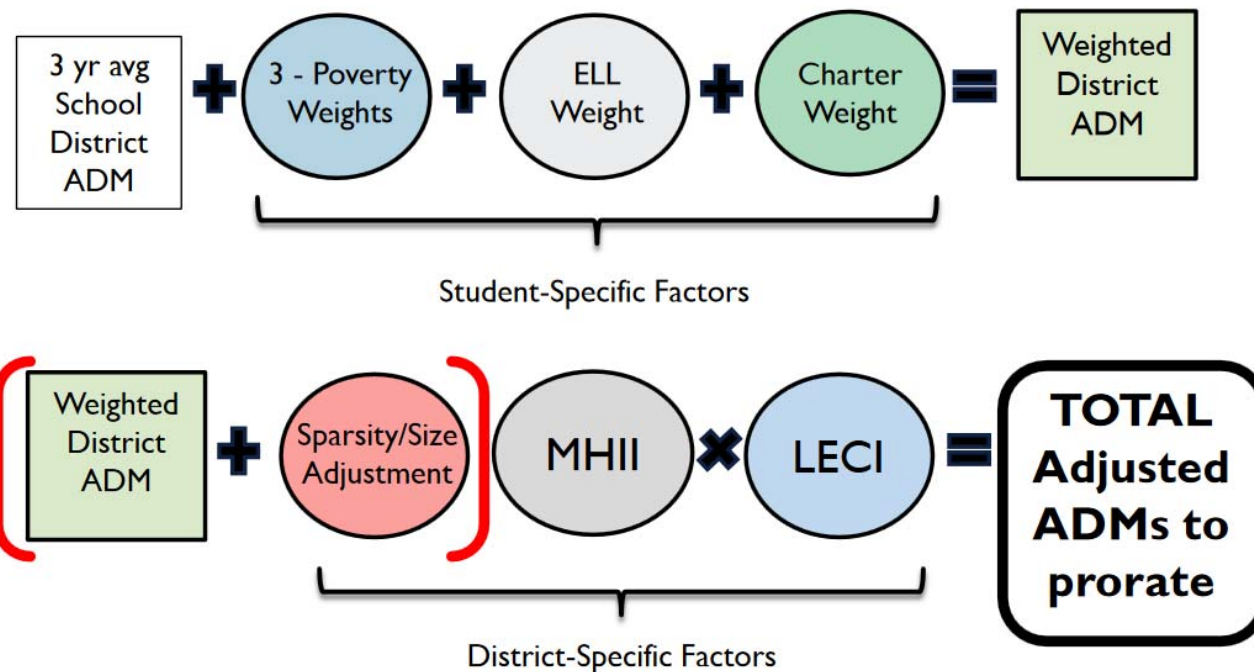 3 yr avg
School
District
ADM
+
3 - Poverty
Weights
+
ELL
Weight
+
Charter
Weight
=
Weighted
District
ADM
Student-Specific Factors
(
Weighted
District
ADM
+
Sparsity/Size
Adjustment
)
MHII
×
LECI
=
TOTAL
Adjusted
ADMs to
prorate
District-Specific Factors